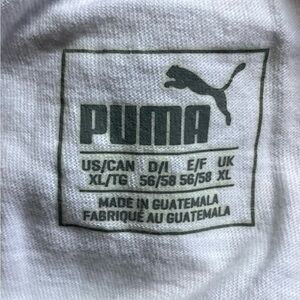 PUMA
US/CAN D/I E/F UK
XL/TG 56/58 56/58 XL
MADE IN GUATEMALA
FABRIQUÉ AU GUATEMALA